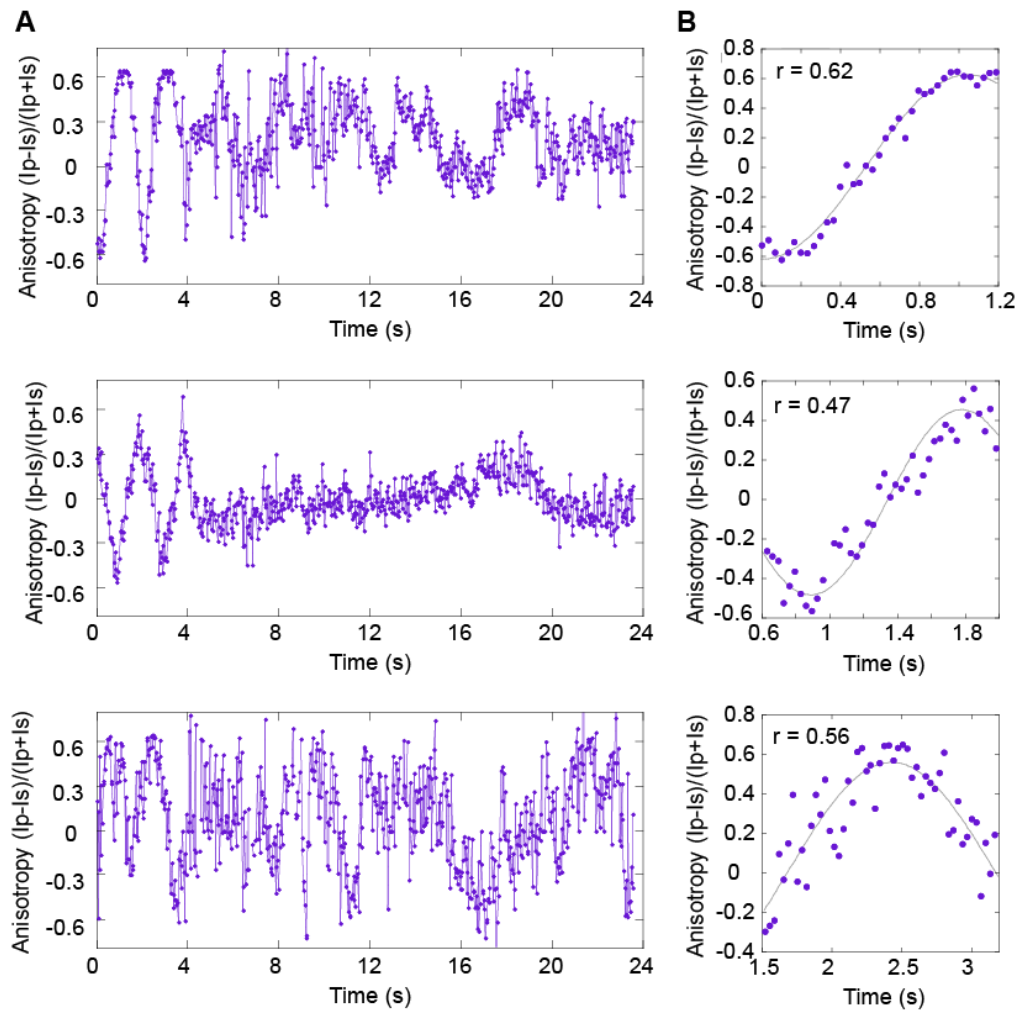 A
B
Anisotropy (Ip-Is)/(Ip+Is)
0.6
0.3
0
-0.3
-0.6
0 4 8 12 16 20 24
Time (s)
Anisotropy (Ip-Is)/(Ip+Is)
r = 0.62
0.8
0.6
0.4
0.2
0
-0.2
-0.4
-0.6
-0.8
0 0.4 0.8 1.2
Time (s)
Anisotropy (Ip-Is)/(Ip+Is)
0.6
0.3
0
-0.3
-0.6
0 4 8 12 16 20 24
Time (s)
Anisotropy (Ip-Is)/(Ip+Is)
r = 0.47
0.6
0.4
0.2
0
-0.2
-0.4
-0.6
0.6 1 1.4 1.8
Time (s)
Anisotropy (Ip-Is)/(Ip+Is)
0.6
0.3
0
-0.3
-0.6
0 4 8 12 16 20 24
Time (s)
Anisotropy (Ip-Is)/(Ip+Is)
r = 0.56
0.8
0.6
0.4
0.2
0
-0.2
-0.4
1.5 2 2.5 3
Time (s)